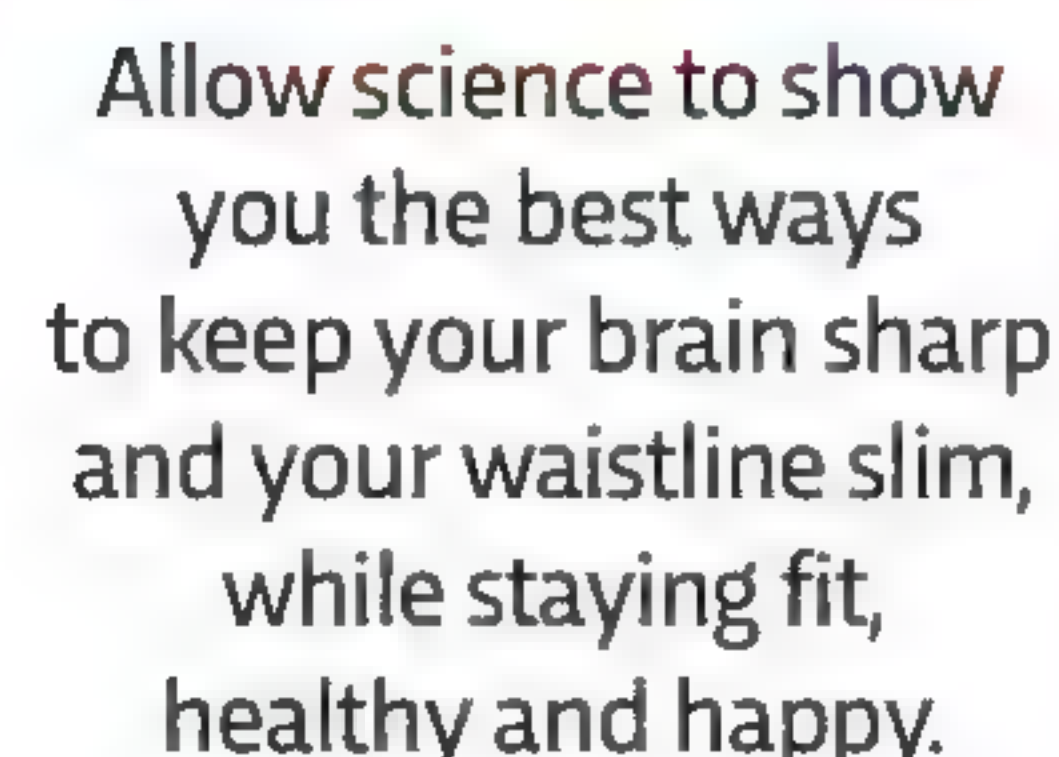 Allow science to show
you the best ways
to keep your brain sharp
and your waistline slim,
while staying fit,
healthy and happy.